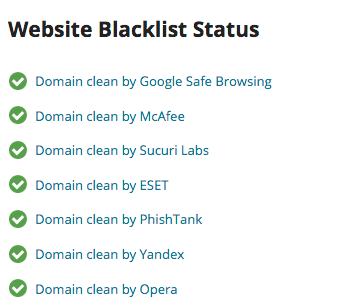 Website Blacklist Status
Domain clean by Google Safe Browsing
Domain clean by McAfee
Domain clean by Sucuri Labs
Domain clean by ESET
Domain clean by PhishTank
Domain clean by Yandex
Domain clean by Opera